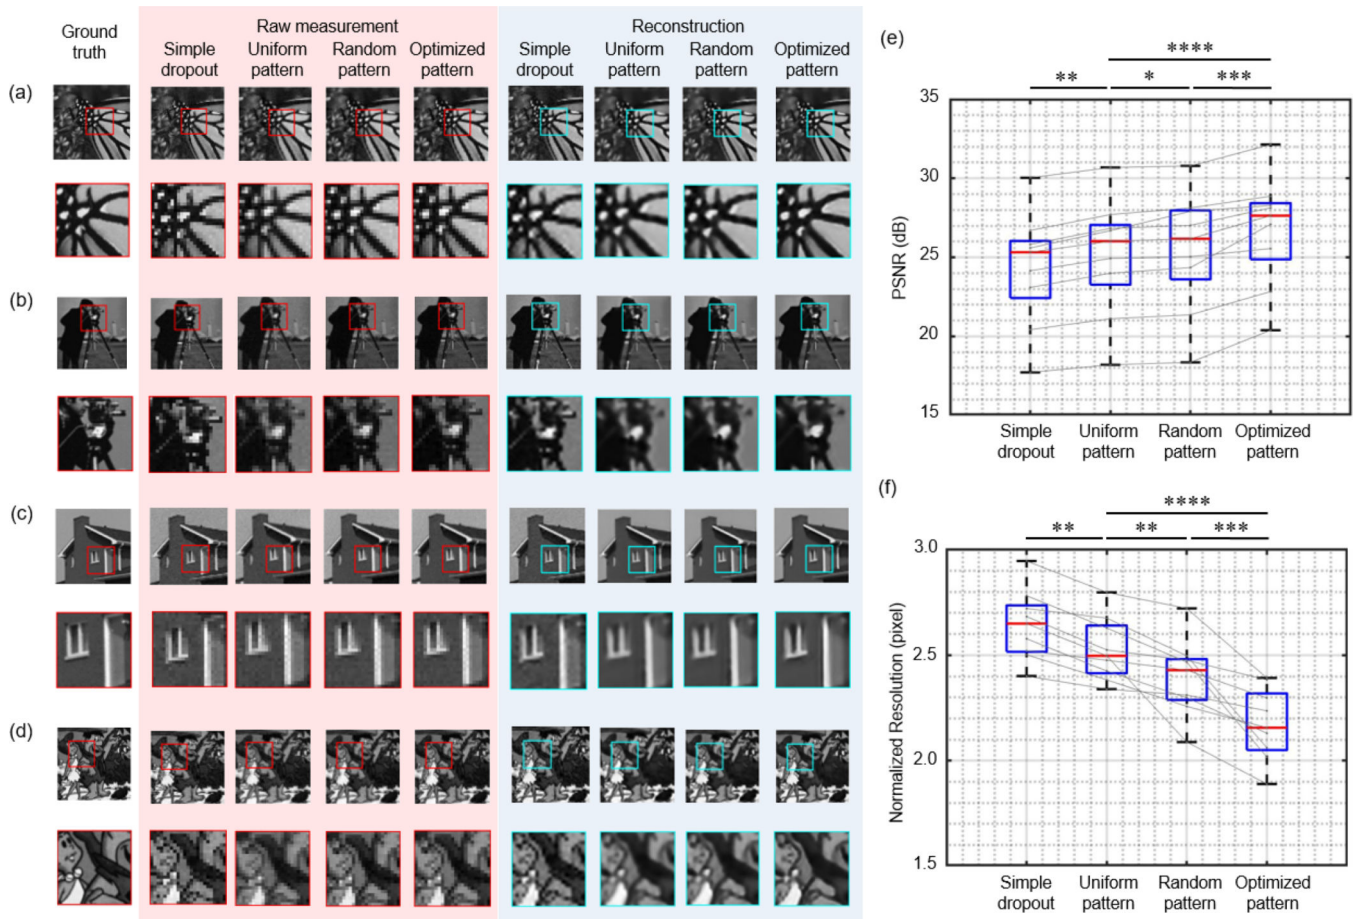 Ground
truth
Raw measurement
Simple
dropout
Uniform
pattern
Random
pattern
Optimized
pattern
Reconstruction
Simple
dropout
Uniform
pattern
Random
pattern
Optimized
pattern
(a)
(b)
(c)
(d)
(e)
****
** * ***
35
30
25
20
15
PSNR (dB)
Simple
dropout
Uniform
pattern
Random
pattern
Optimized
pattern
(f)
****
** ** ***
3.0
2.5
2.0
1.5
Normalized Resolution (pixel)
Simple
dropout
Uniform
pattern
Random
pattern
Optimized
pattern